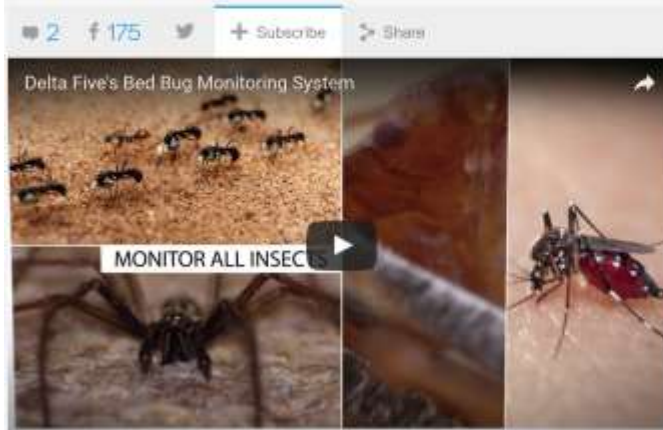 2 175 Subscribe Share
Delta Five's Bed Bug Monitoring System
MONITOR ALL INSECTS